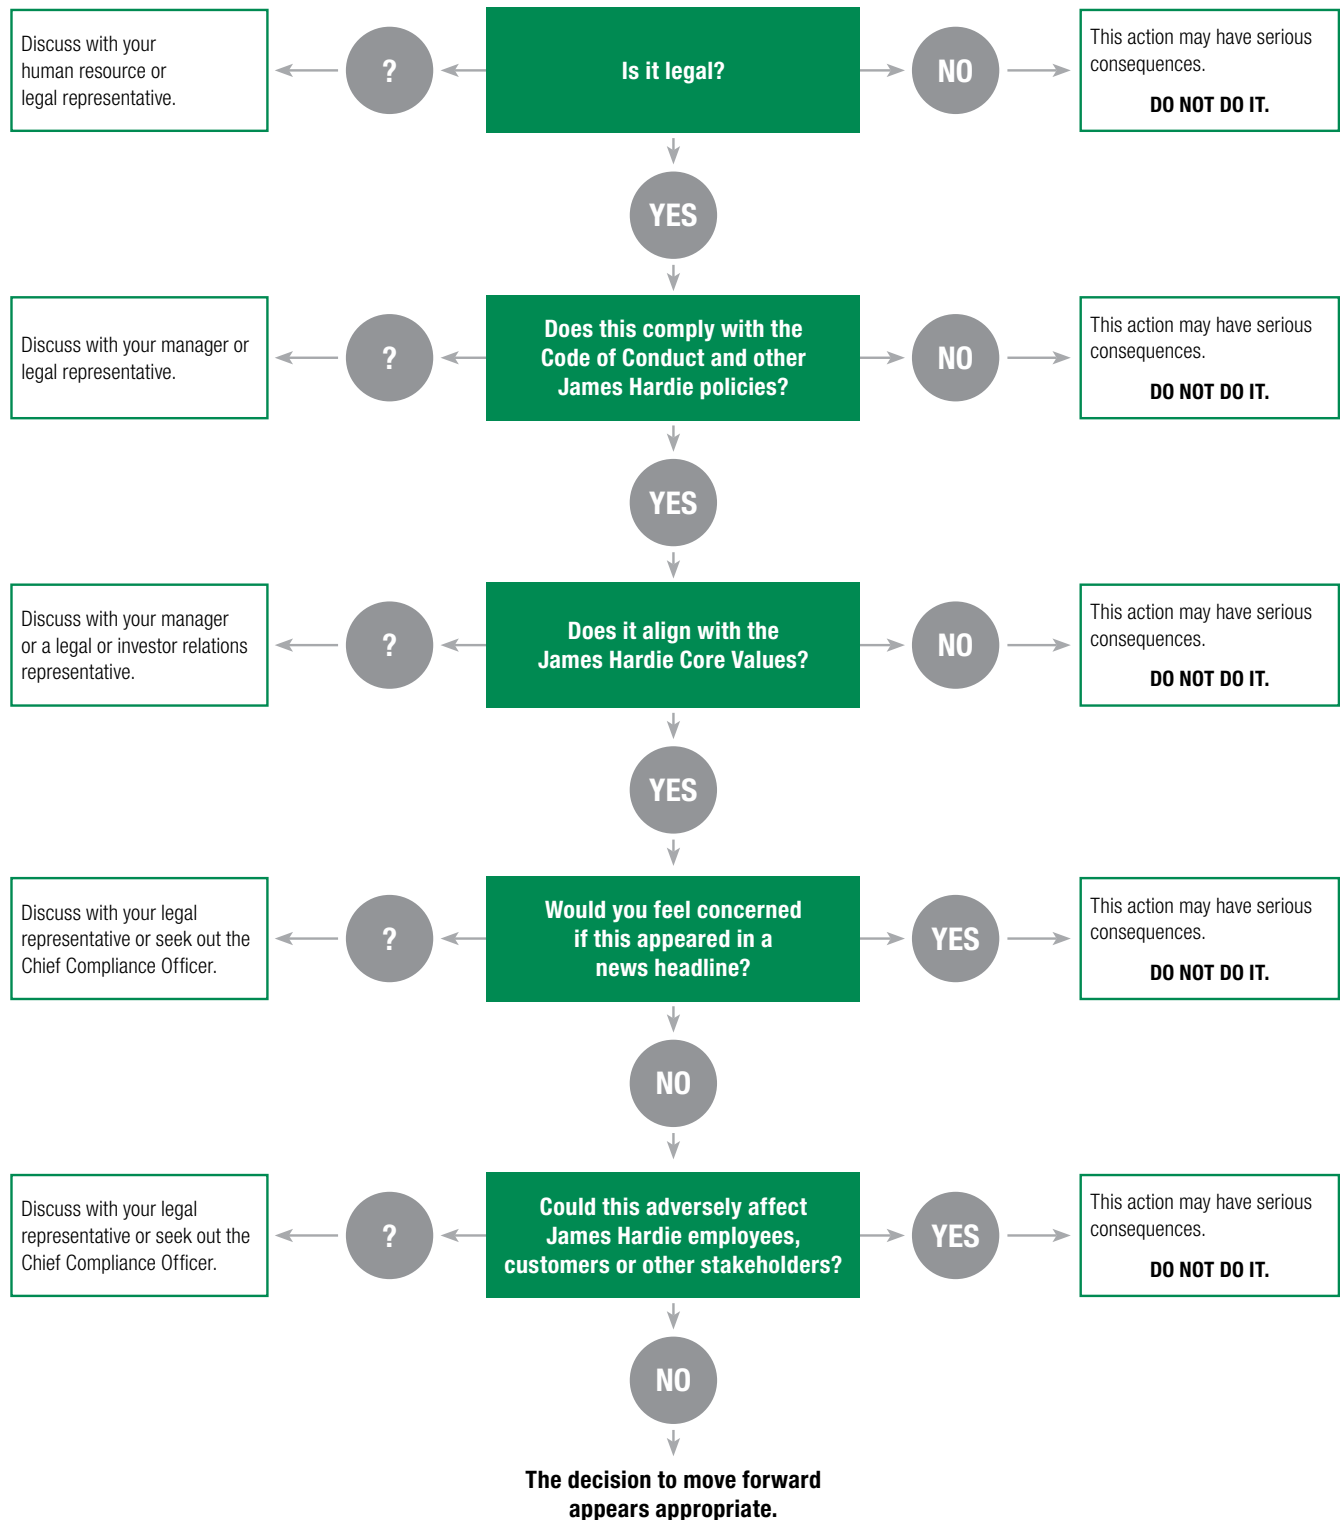 Discuss with your
human resource or
legal representative.
?
Is it legal?
NO
This action may have serious
consequences.
DO NOT DO IT.
YES
Discuss with your manager or
legal representative.
?
Does this comply with the
Code of Conduct and other
James Hardie policies?
NO
This action may have serious
consequences.
DO NOT DO IT.
YES
Discuss with your manager
or a legal or investor relations
representative.
?
Does it align with the
James Hardie Core Values?
NO
This action may have serious
consequences.
DO NOT DO IT.
YES
Discuss with your legal
representative or seek out the
Chief Compliance Officer.
?
Would you feel concerned
if this appeared in a
news headline?
YES
This action may have serious
consequences.
DO NOT DO IT.
NO
Discuss with your legal
representative or seek out the
Chief Compliance Officer.
?
Could this adversely affect
James Hardie employees,
customers or other stakeholders?
YES
This action may have serious
consequences.
DO NOT DO IT.
NO
The decision to move forward
appears appropriate.